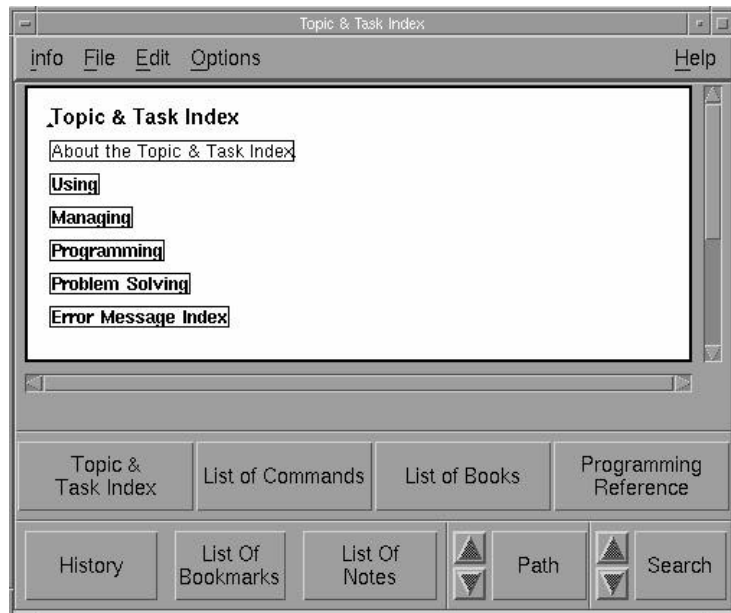 Topic & Task Index
info File Edit Options Help
Topic & Task Index
About the Topic & Task Index
Using
Managing
Programming
Problem Solving
Error Message Index
Topic &
Task Index
List of Commands
List of Books
Programming
Reference
History
List Of
Bookmarks
List Of
Notes
Path
Search